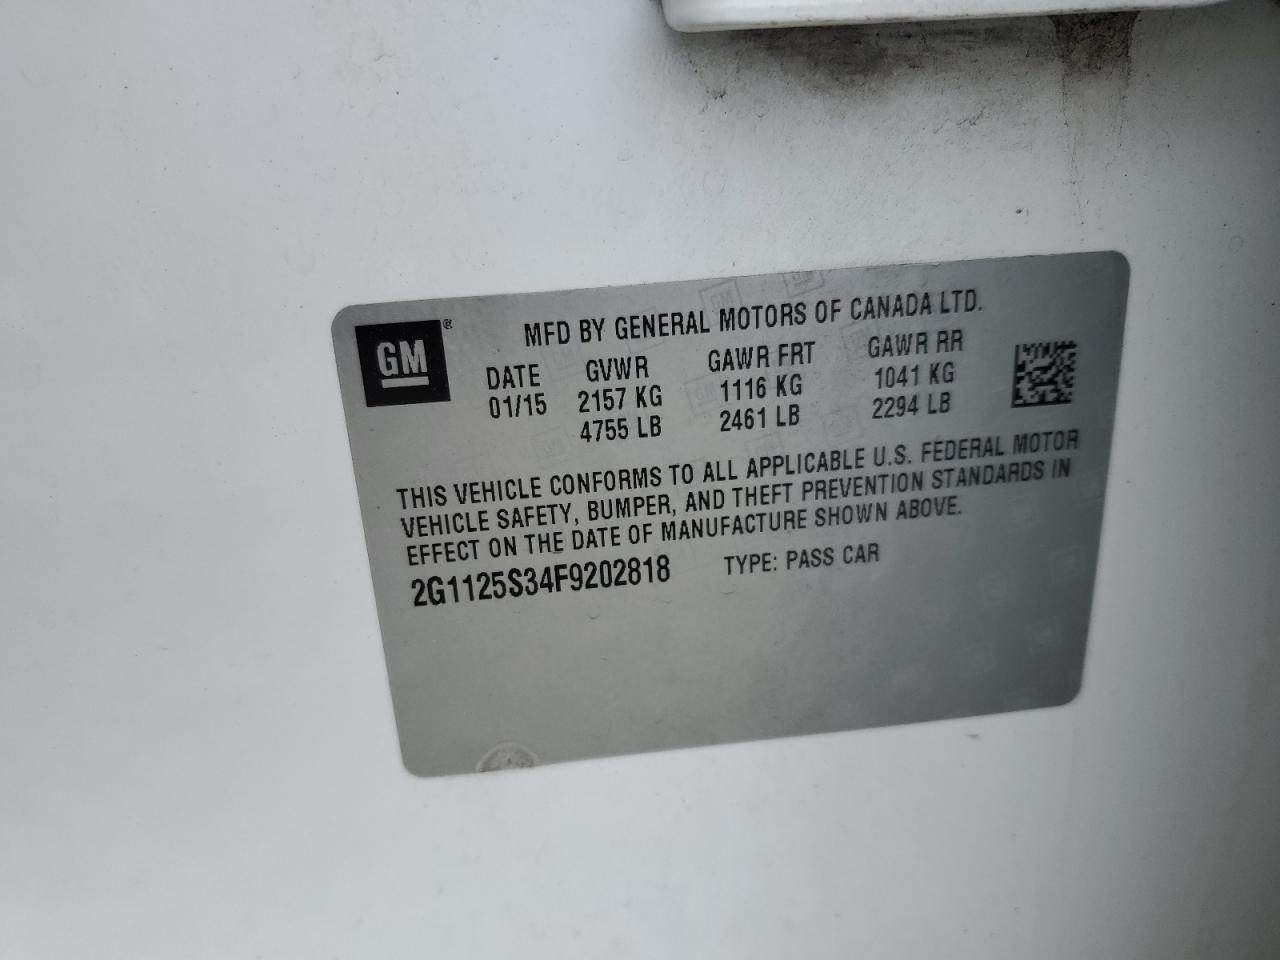 GM®
MFD BY GENERAL MOTORS OF CANADA LTD.
DATE GVWR GAWR FRT GAWR RR
01/15 2157 KG 1116 KG 1041 KG
4755 LB 2461 LB 2294 LB
THIS VEHICLE CONFORMS TO ALL APPLICABLE U.S. FEDERAL MOTOR
VEHICLE SAFETY, BUMPER, AND THEFT PREVENTION STANDARDS IN
EFFECT ON THE DATE OF MANUFACTURE SHOWN ABOVE.
2G1125S34F9202818 TYPE: PASS CAR